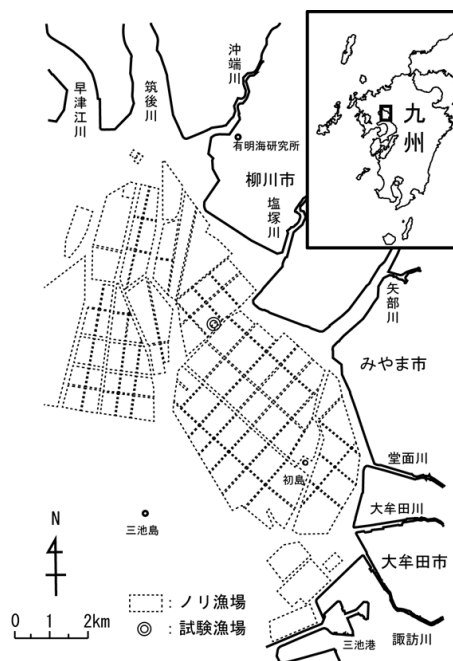 早津江川
筑後川
沖端川
有明海研究所
柳川市
塩塚川
九州
矢部川
みやま市
堂面川
初島
大牟田川
三池島
大牟田市
N
0 1 2km
：ノリ漁場
：試験漁場
三池港
諏訪川